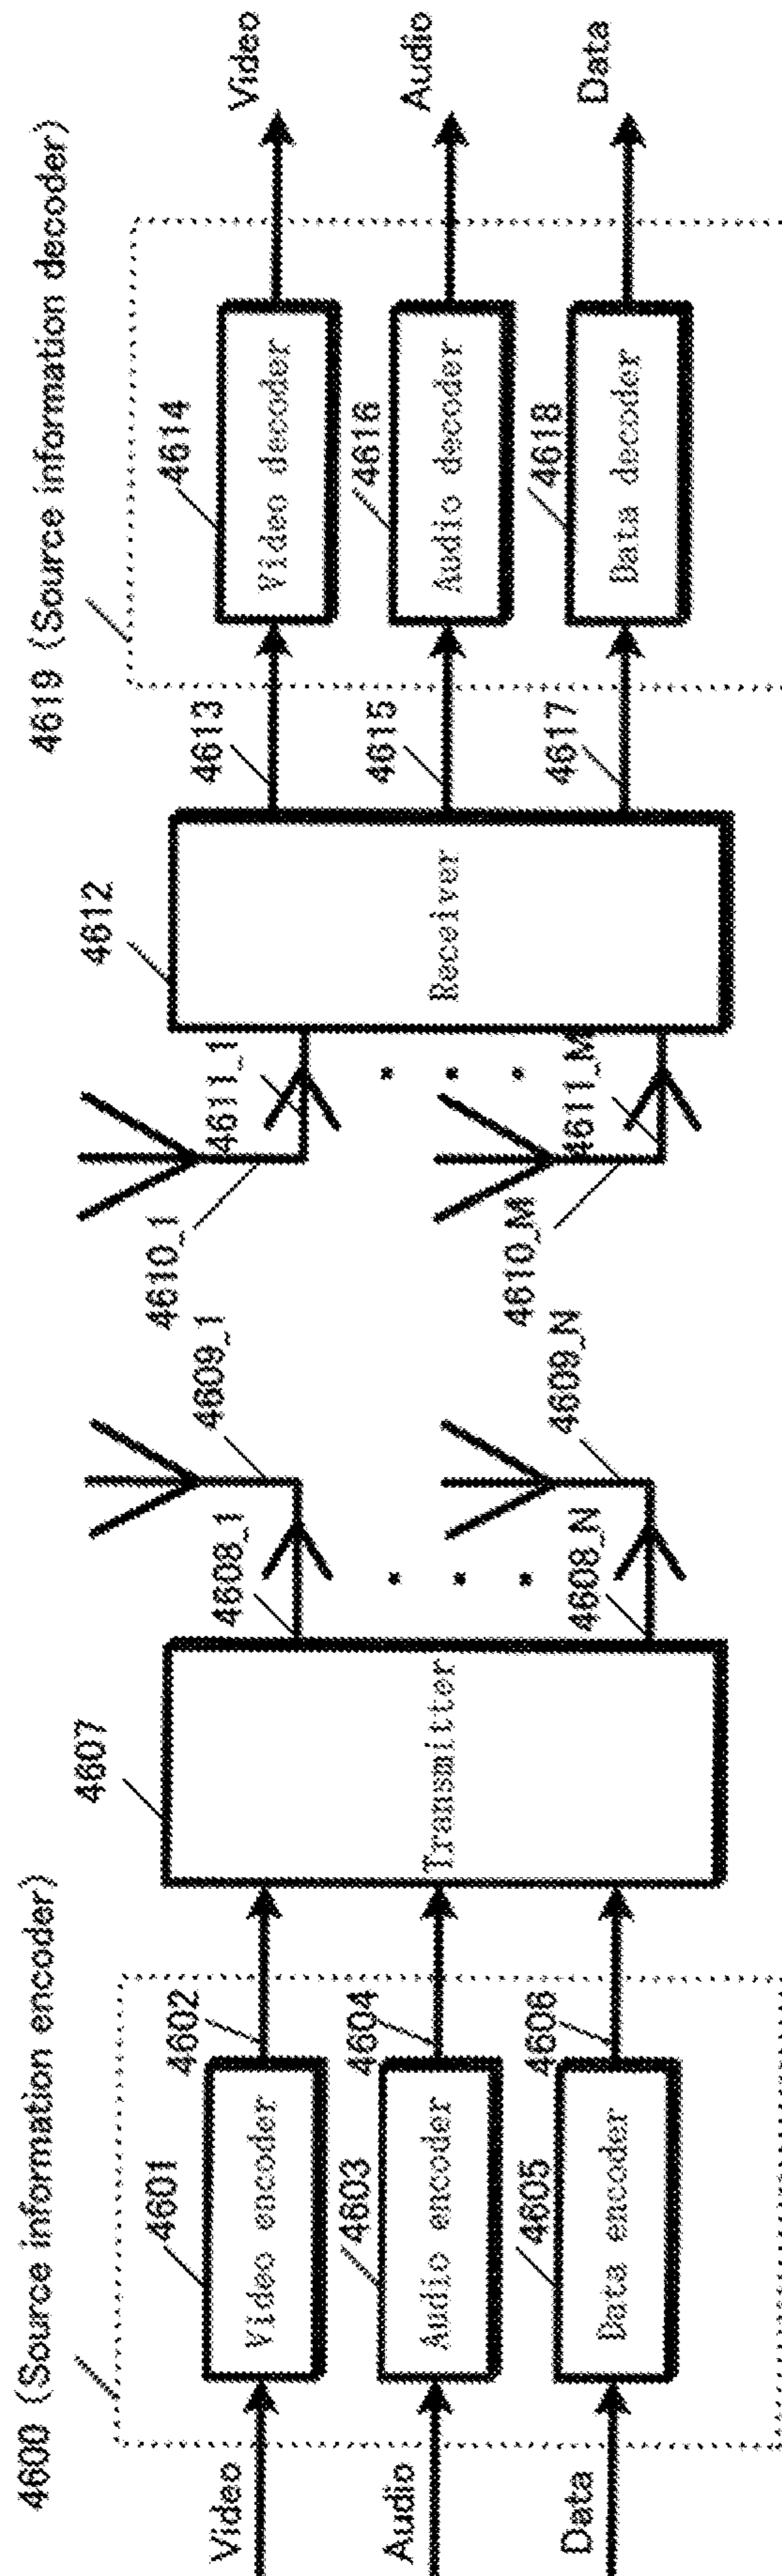 4600 (Source information encoder)
Video
4601
Video encoder
4602
Audio
4603
Audio encoder
4604
Data
4605
Data encoder
4606
4607
Transmitter
4608_1
4609_1
4608_N
4609_N
4610_1
4611_1
4610_M
4611_M
4612
Receiver
4613
4615
4617
4619 (Source information decoder)
4614
Video decoder
Video
4616
Audio decoder
Audio
4618
Data decoder
Data